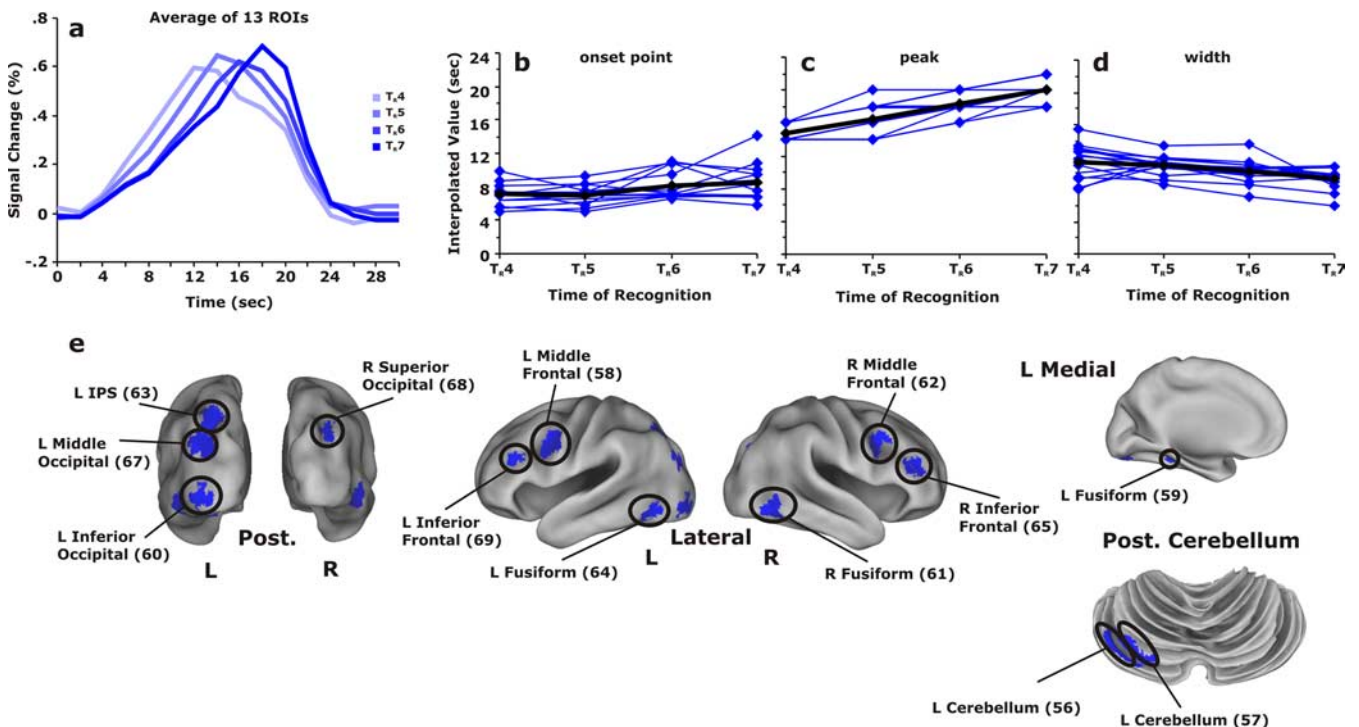 a
Average of 13 ROIs
.8
.6
.4
.2
0
-.2
Signal Change (%)
0 4 8 12 16 20 24 28
Time (sec)
TR4
TR5
TR6
TR7
b
onset point
24
20
16
12
8
4
0
Interpolated Value (sec)
TR4 TR5 TR6 TR7
Time of Recognition
c
peak
TR4 TR5 TR6 TR7
Time of Recognition
d
width
TR4 TR5 TR6 TR7
Time of Recognition
e
L IPS (63)
L Middle
Occipital (67)
L Inferior
Occipital (60)
R Superior
Occipital (68)
Post.
L
R
L Middle
Frontal (58)
L Inferior
Frontal (69)
L Fusiform (64)
Lateral
L
R
R Middle
Frontal (62)
R Inferior
Frontal (65)
R Fusiform (61)
L Medial
L Fusiform (59)
Post. Cerebellum
L Cerebellum (56)
L Cerebellum (57)